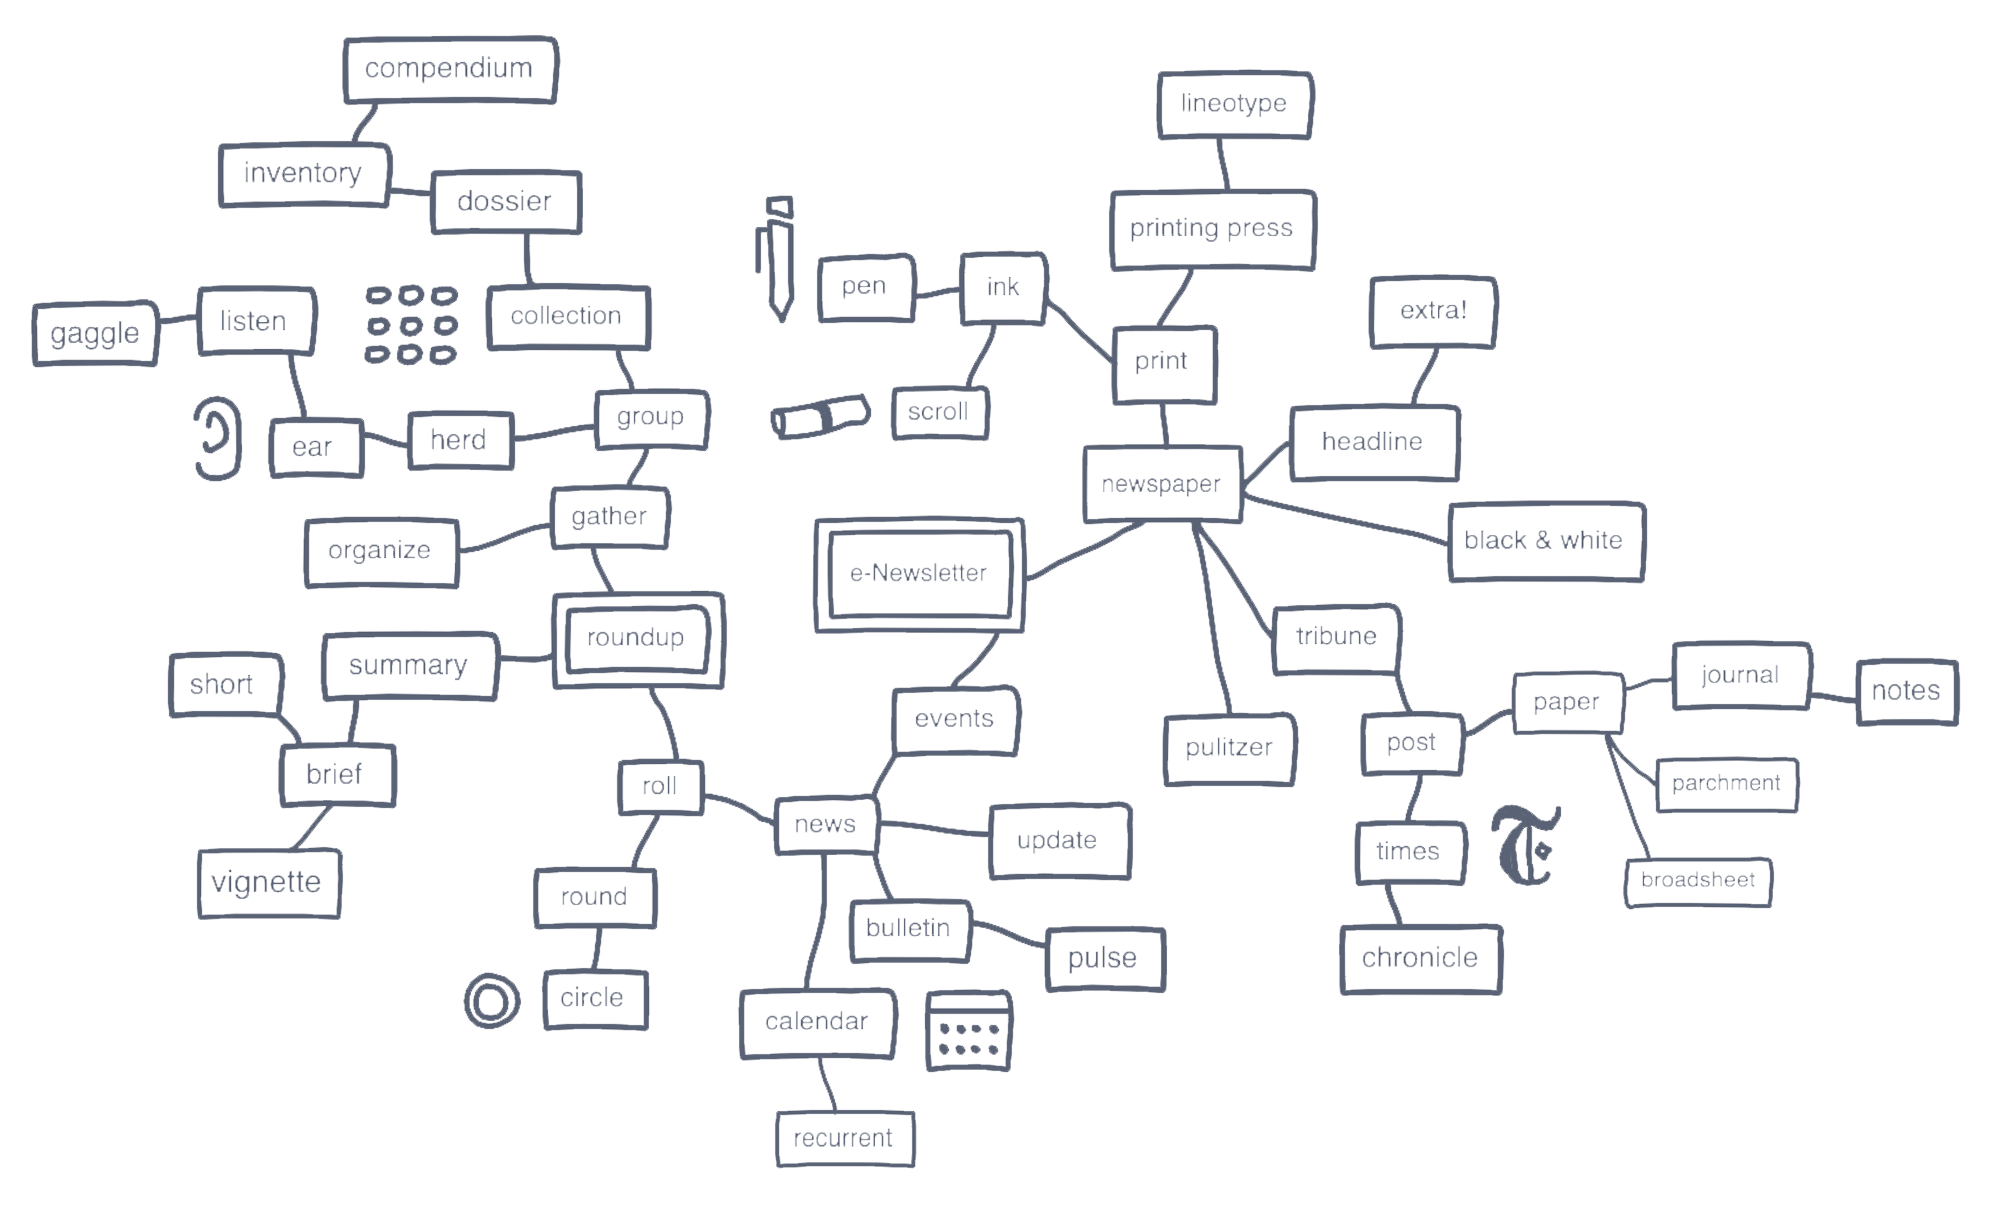 compendium
lineotype
inventory
dossier
printing press
pen
ink
extra!
gaggle
listen
collection
print
scroll
group
headline
ear
herd
newspaper
gather
organize
black & white
e-Newsletter
roundup
tribune
short
summary
events
pulitzer
post
paper
journal
notes
brief
roll
parchment
news
update
times
T
vignette
round
bulletin
broadsheet
pulse
chronicle
circle
calendar
recurrent